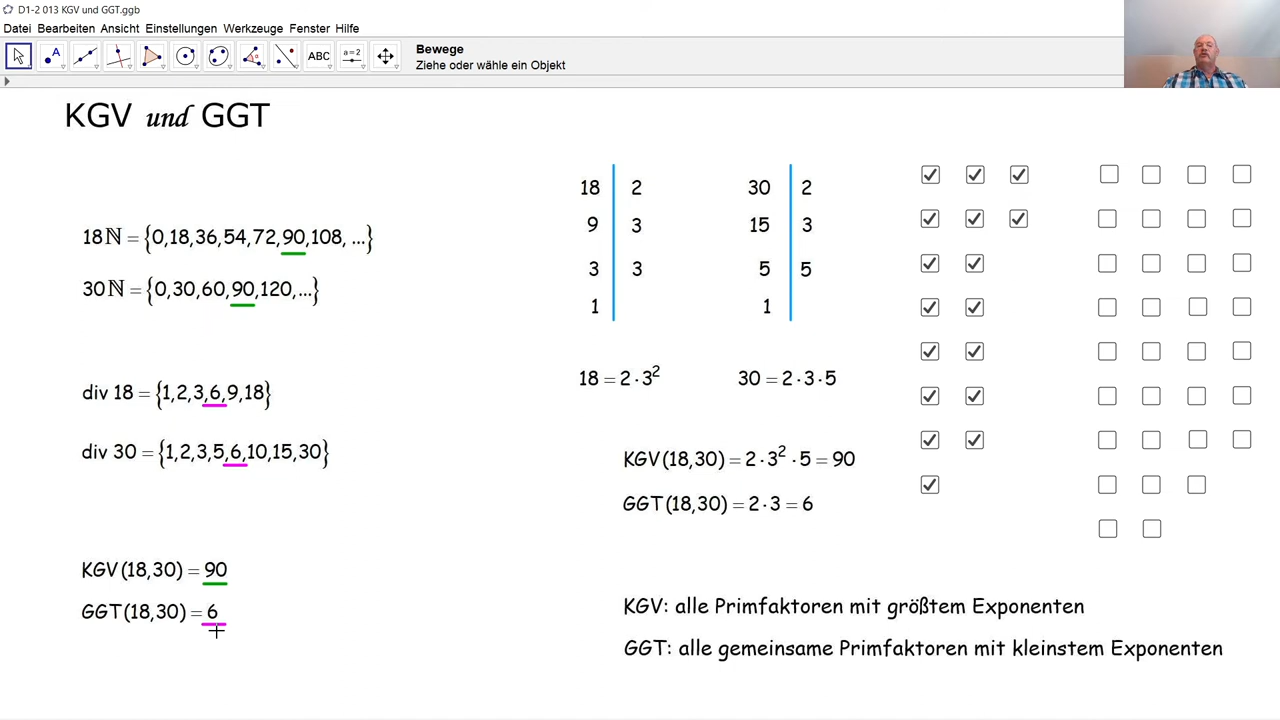 D1-2 013 KGV und GGT.ggb
Datei Bearbeiten Ansicht Einstellungen Werkzeuge Fenster Hilfe
A ABC a=2 Bewege
Ziehe oder wähle ein Objekt
KGV und GGT
18ℕ = {0,18,36,54,72,90,108, ...}
30ℕ = {0,30,60,90,120,...}
div 18 = {1,2,3,6,9,18}
div 30 = {1,2,3,5,6,10,15,30}
KGV(18,30) = 90
GGT(18,30) = 6
18 2
9 3
3 3
1
30 2
15 3
5 5
1
18 = 2·3²
30 = 2·3·5
KGV(18,30) = 2·3²·5 = 90
GGT(18,30) = 2·3 = 6
KGV: alle Primfaktoren mit größtem Exponenten
GGT: alle gemeinsame Primfaktoren mit kleinstem Exponenten